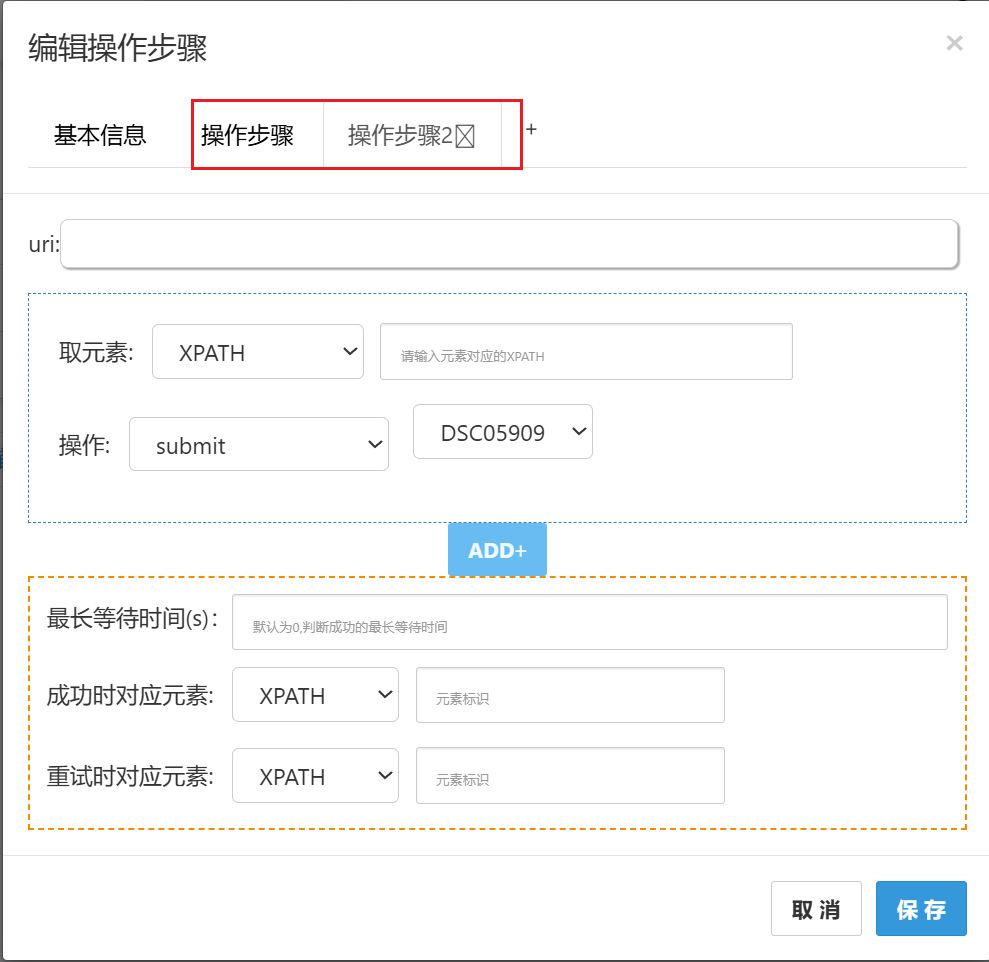 编辑操作步骤 ×
基本信息 操作步骤 操作步骤2 +
uri:
取元素: XPATH 请输入元素对应的XPATH
操作: submit DSC05909
ADD+
最长等待时间(s): 默认为0,判断成功的最长等待时间
成功时对应元素: XPATH 元素标识
重试时对应元素: XPATH 元素标识
取消 保存